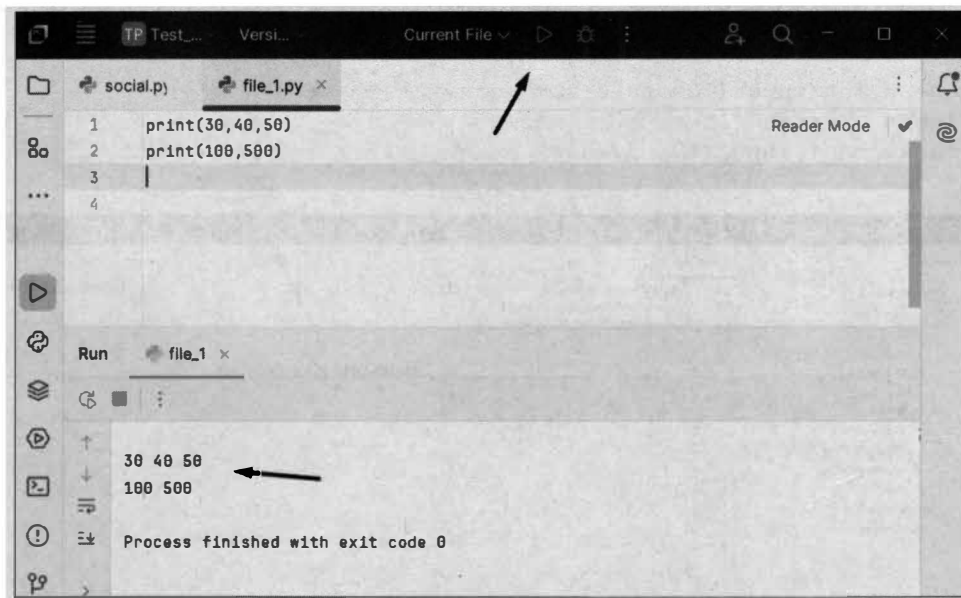 TP Test_... Versi... Current File
social.py file_1.py ×
1 print(30,40,50) Reader Mode
2 print(100,500)
3
4
Run file_1 ×
30 40 50
100 500
Process finished with exit code 0